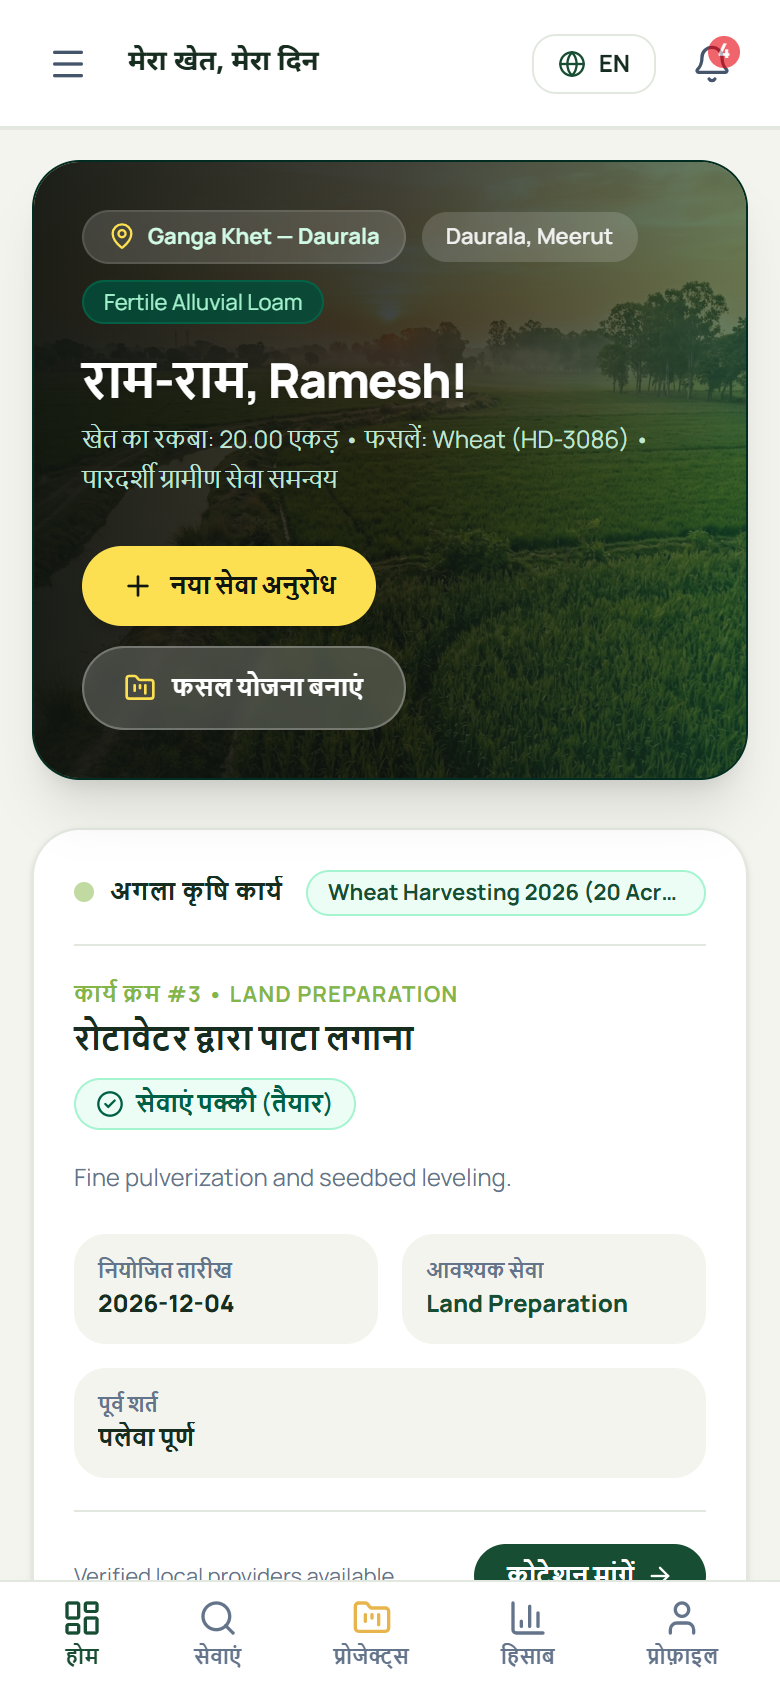 मेरा खेत, मेरा दिन
EN
4
Ganga Khet — Daurala
Daurala, Meerut
Fertile Alluvial Loam
राम-राम, Ramesh!
खेत का रकबा: 20.00 एकड़ • फसलें: Wheat (HD-3086) •
पारदर्शी ग्रामीण सेवा समन्वय
नया सेवा अनुरोध
फसल योजना बनाएं
अगला कृषि कार्य
Wheat Harvesting 2026 (20 Acr...
कार्य क्रम #3 • LAND PREPARATION
रोटावेटर द्वारा पाटा लगाना
सेवाएं पक्की (तैयार)
Fine pulverization and seedbed leveling.
नियोजित तारीख
2026-12-04
आवश्यक सेवा
Land Preparation
पूर्व शर्त
पलेवा पूर्ण
Verified local providers available
कोटेशन मांगें →
होम
सेवाएं
प्रोजेक्ट्स
हिसाब
प्रोफ़ाइल